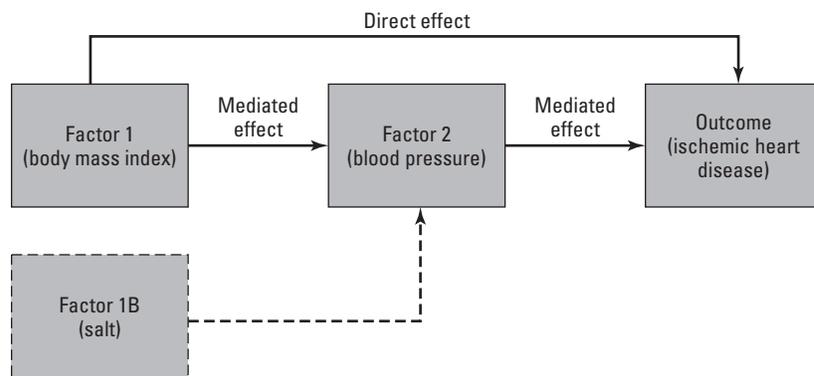 Direct effect
Factor 1
(body mass index)
Mediated
effect
Factor 2
(blood pressure)
Mediated
effect
Outcome
(ischemic heart
disease)
Factor 1B
(salt)